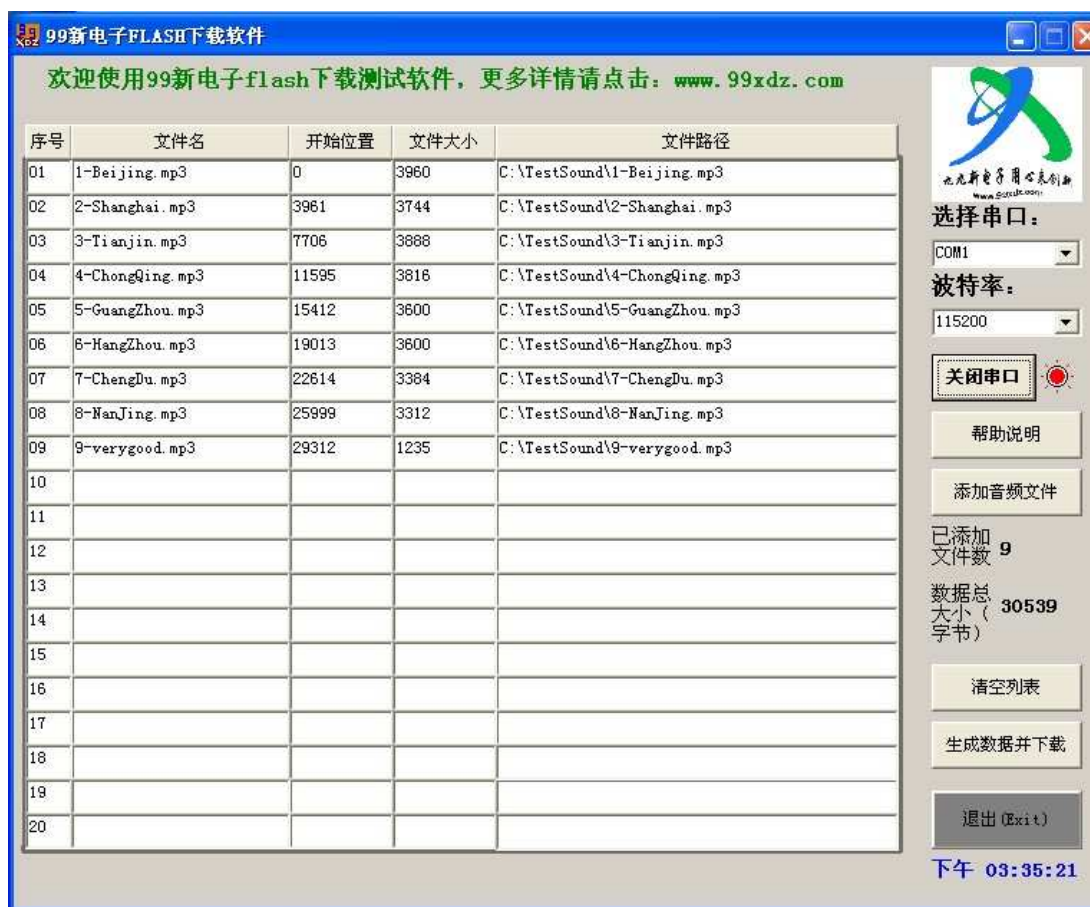 99新电子FLASH下载软件
欢迎使用99新电子flash下载测试软件，更多详情请点击：www.99xdz.com
序号 文件名 开始位置 文件大小 文件路径
01 1-Beijing.mp3 0 3960 C:\TestSound\1-Beijing.mp3
02 2-Shanghai.mp3 3961 3744 C:\TestSound\2-Shanghai.mp3
03 3-Tianjin.mp3 7706 3888 C:\TestSound\3-Tianjin.mp3
04 4-ChongQing.mp3 11595 3816 C:\TestSound\4-ChongQing.mp3
05 5-GuangZhou.mp3 15412 3600 C:\TestSound\5-GuangZhou.mp3
06 6-HangZhou.mp3 19013 3600 C:\TestSound\6-HangZhou.mp3
07 7-ChengDu.mp3 22614 3384 C:\TestSound\7-ChengDu.mp3
08 8-NanJing.mp3 25999 3312 C:\TestSound\8-NanJing.mp3
09 9-verygood.mp3 29312 1235 C:\TestSound\9-verygood.mp3
10
11
12
13
14
15
16
17
18
19
20
九九新电子用心来创新
选择串口：
COM1
波特率：
115200
关闭串口
帮助说明
添加音频文件
已添加
文件数 9
数据总
大小（ 30539
字节）
清空列表
生成数据并下载
退出(Exit)
下午 03:35:21